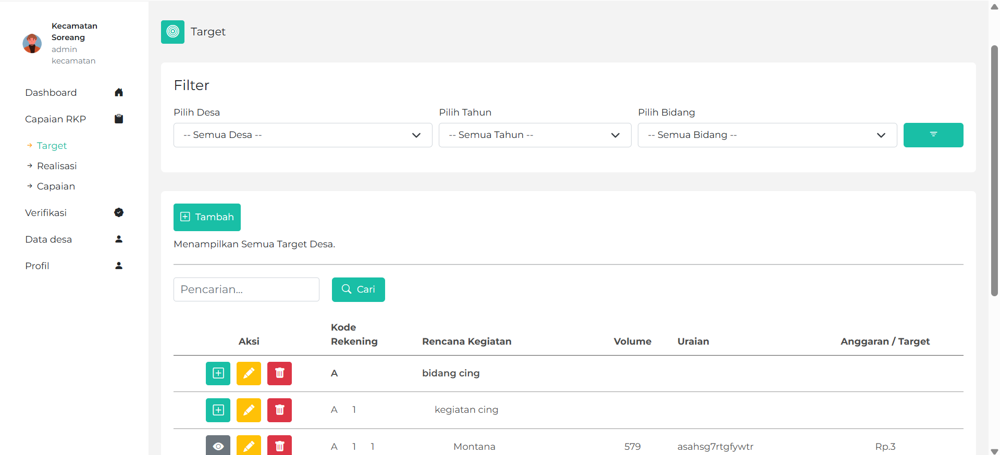 Kecamatan
Soreang
admin
kecamatan
Dashboard
Capaian RKP
Target
Realisasi
Capaian
Verifikasi
Data desa
Profil
Target
Filter
Pilih Desa
Pilih Tahun
Pilih Bidang
-- Semua Desa --
-- Semua Tahun --
-- Semua Bidang --
Tambah
Menampilkan Semua Target Desa.
Pencarian...
Cari
Aksi
Kode
Rekening
Rencana Kegiatan
Volume
Uraian
Anggaran / Target
A bidang cing
A 1 kegiatan cing
A 1 1 Montana 579 asahsg7rtgfywtr Rp.3